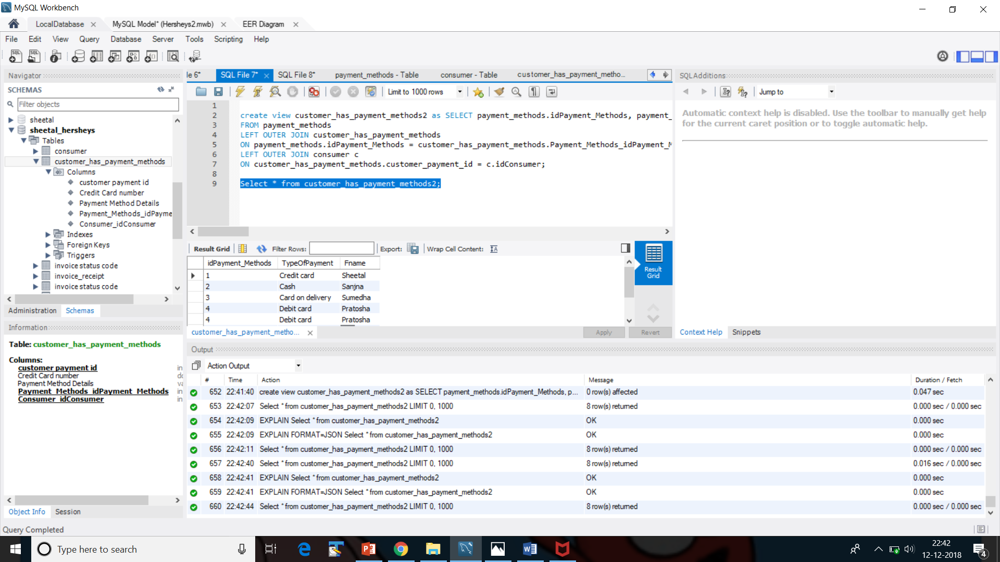 MySQL Workbench
LocalDatabase
MySQL Model* (Hersheys2.mwb)
EER Diagram
File Edit View Query Database Server Tools Scripting Help
Navigator
SCHEMAS
Filter objects
sheetal
sheetal_hersheys
Tables
consumer
customer_has_payment_methods
Columns
customer payment id
Credit Card number
Payment Method Details
Payment_Methods_idPayme
Consumer_idConsumer
Indexes
Foreign Keys
Triggers
invoice status code
invoice_receipt
invoice status code
Administration Schemas
Information
Table: customer_has_payment_methods
Columns:
customer payment id in
Credit Card number
Payment Method Details
Payment_Methods_idPayment_Methods in
Consumer_idConsumer in
Object Info Session
Query Completed
le 6* SQL File 7* SQL File 8* payment_methods - Table consumer - Table customer_has_payment_metho...
Limit to 1000 rows
1
2 create view customer_has_payment_methods2 as SELECT payment_methods.idPayment_Methods, payment_
3 FROM payment_methods
4 LEFT OUTER JOIN customer_has_payment_methods
5 ON payment_methods.idPayment_Methods = customer_has_payment_methods.Payment_Methods_idPayment_M
6 LEFT OUTER JOIN consumer c
7 ON customer_has_payment_methods.customer_payment_id = c.idConsumer;
8
9 Select * from customer_has_payment_methods2;
Result Grid Filter Rows: Export: Wrap Cell Content:
idPayment_Methods TypeOfPayment Fname
1 Credit card Sheetal
2 Cash Sanjna
3 Card on delivery Sumedha
4 Debit card Pratosha
4 Debit card Pratosha
Result
Grid
customer_has_payment_metho...
Apply Revert
SQLAdditions
Jump to
Automatic context help is disabled. Use the toolbar to manually get help
for the current caret position or to toggle automatic help.
Context Help Snippets
Output
Action Output
# Time Action Message Duration / Fetch
652 22:41:40 create view customer_has_payment_methods2 as SELECT payment_methods.idPayment_Methods, p... 0 row(s) affected 0.047 sec
653 22:42:07 Select * from customer_has_payment_methods2 LIMIT 0, 1000 8 row(s) returned 0.000 sec / 0.000 sec
654 22:42:09 EXPLAIN Select * from customer_has_payment_methods2 OK 0.000 sec
655 22:42:09 EXPLAIN FORMAT=JSON Select * from customer_has_payment_methods2 OK 0.000 sec
656 22:42:11 Select * from customer_has_payment_methods2 LIMIT 0, 1000 8 row(s) returned 0.000 sec / 0.000 sec
657 22:42:40 Select * from customer_has_payment_methods2 LIMIT 0, 1000 8 row(s) returned 0.016 sec / 0.000 sec
658 22:42:41 EXPLAIN Select * from customer_has_payment_methods2 OK 0.000 sec
659 22:42:41 EXPLAIN FORMAT=JSON Select * from customer_has_payment_methods2 OK 0.000 sec
660 22:42:44 Select * from customer_has_payment_methods2 LIMIT 0, 1000 8 row(s) returned 0.000 sec / 0.000 sec
Type here to search
22:42
12-12-2018
4